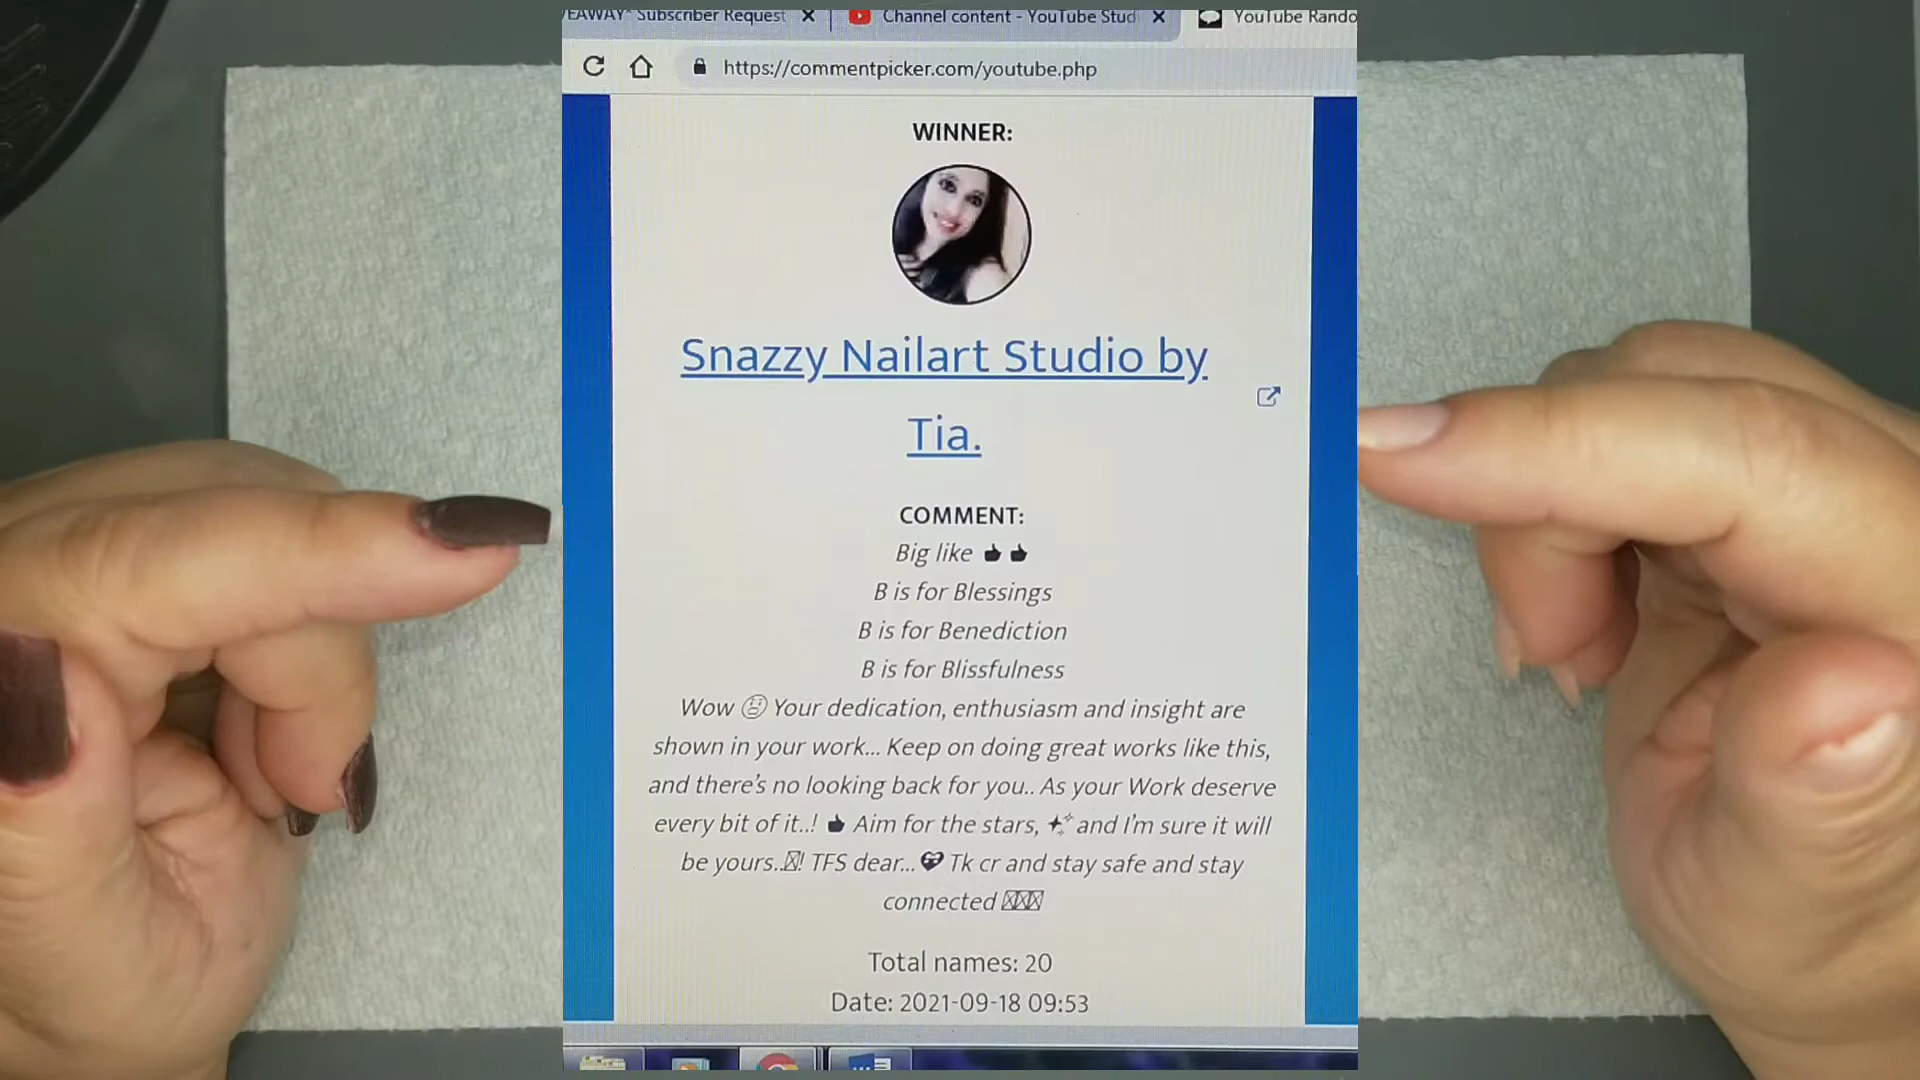 EAWAY* Subscriber Request
Channel content - YouTube Stud
YouTube Rando
https://commentpicker.com/youtube.php
WINNER:
Snazzy Nailart Studio by
Tia.
COMMENT:
Big like 👍👍
B is for Blessings
B is for Benediction
B is for Blissfulness
Wow Your dedication, enthusiasm and insight are
shown in your work... Keep on doing great works like this,
and there's no looking back for you.. As your Work deserve
every bit of it..! 👍 Aim for the stars, ✨ and I'm sure it will
be yours..! TFS dear... 💝 Tk cr and stay safe and stay
connected
Total names: 20
Date: 2021-09-18 09:53